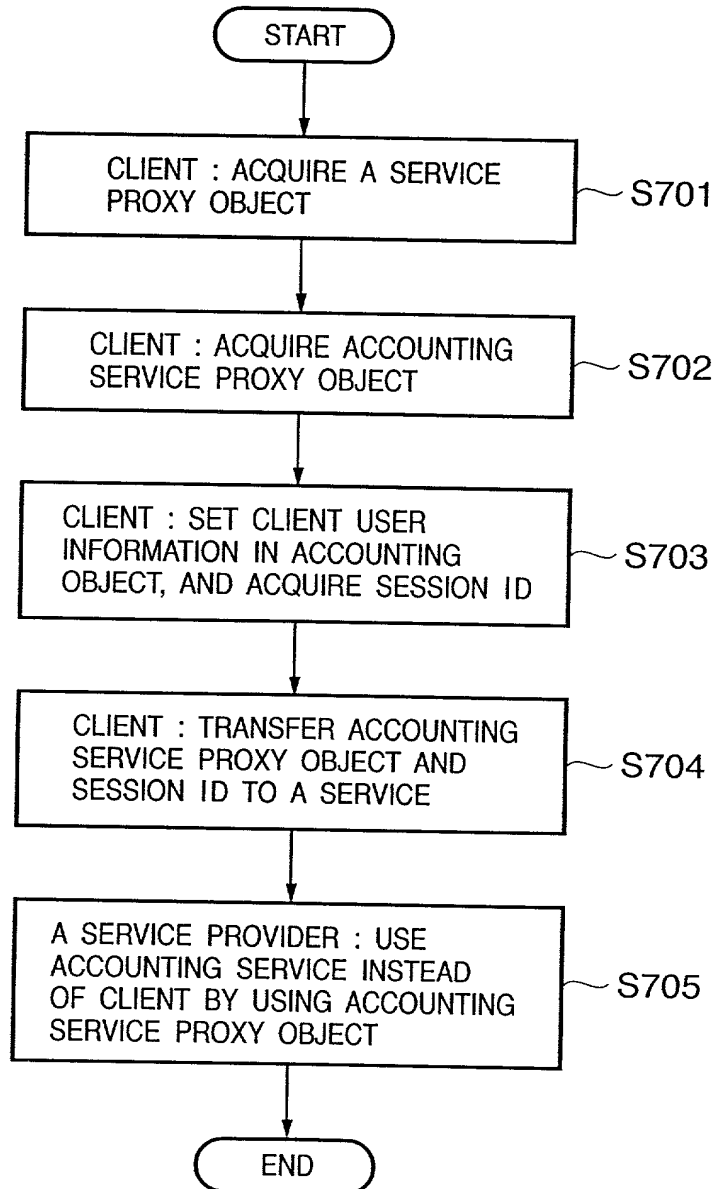 START
CLIENT : ACQUIRE A SERVICE
PROXY OBJECT
S701
CLIENT : ACQUIRE ACCOUNTING
SERVICE PROXY OBJECT
S702
CLIENT : SET CLIENT USER
INFORMATION IN ACCOUNTING
OBJECT, AND ACQUIRE SESSION ID
S703
CLIENT : TRANSFER ACCOUNTING
SERVICE PROXY OBJECT AND
SESSION ID TO A SERVICE
S704
A SERVICE PROVIDER : USE
ACCOUNTING SERVICE INSTEAD
OF CLIENT BY USING ACCOUNTING
SERVICE PROXY OBJECT
S705
END